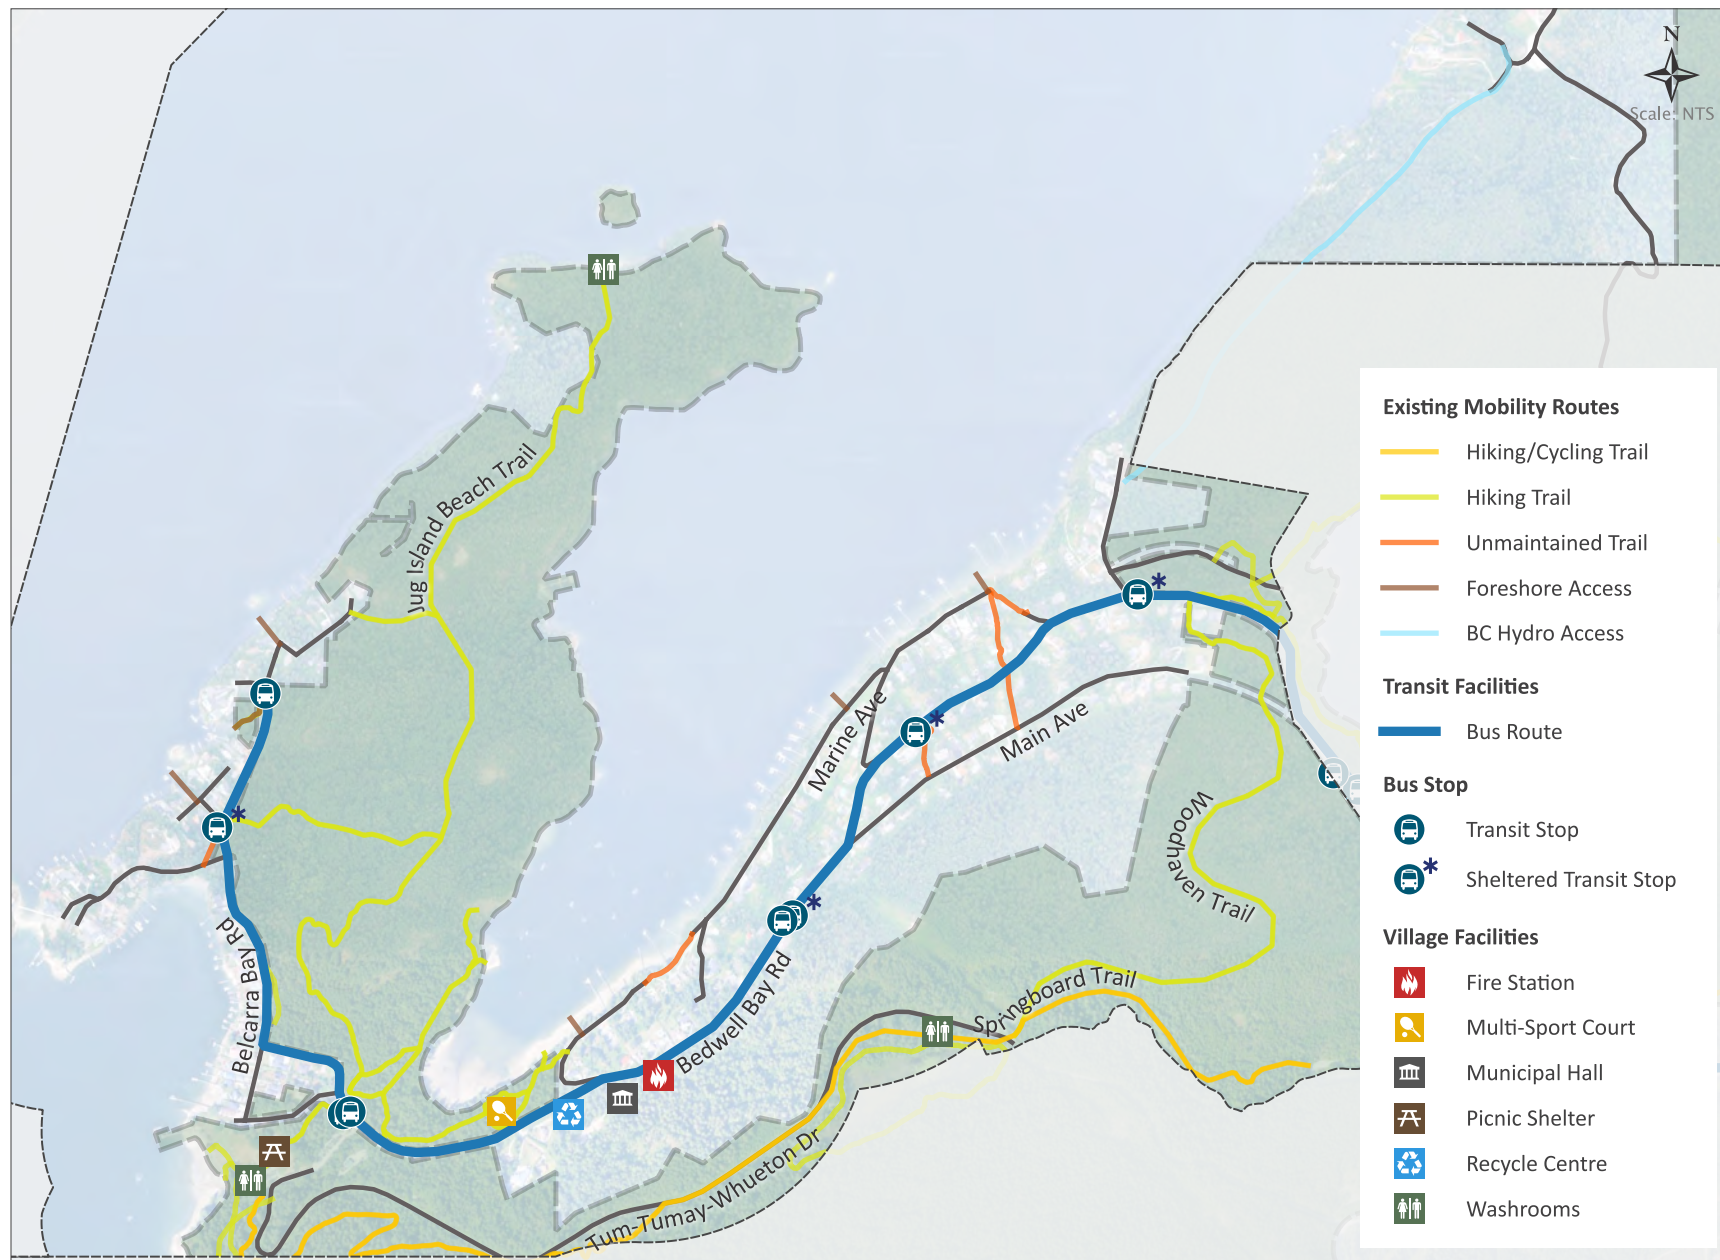 N
Scale: NTS
Jug Island Beach Trail
Marine Ave
Main Ave
Woodhaven Trail
Belcarra Bay Rd
Bedwell Bay Rd
Springboard Trail
Tum-Tumay-Whueton Dr
Existing Mobility Routes
Hiking/Cycling Trail
Hiking Trail
Unmaintained Trail
Foreshore Access
BC Hydro Access
Transit Facilities
Bus Route
Bus Stop
Transit Stop
Sheltered Transit Stop
Village Facilities
Fire Station
Multi-Sport Court
Municipal Hall
Picnic Shelter
Recycle Centre
Washrooms